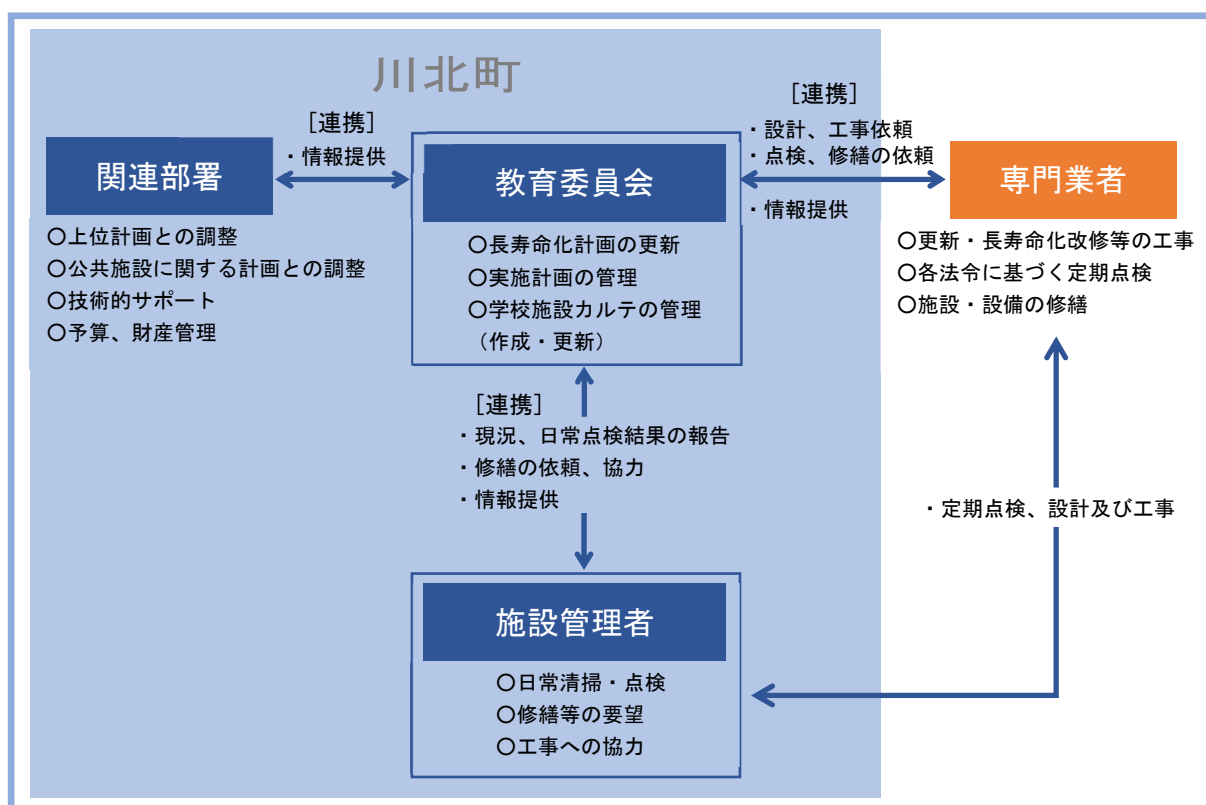 川北町
[連携]
・情報提供
[連携]
・設計、工事依頼
・点検、修繕の依頼
・情報提供
関連部署
〇上位計画との調整
〇公共施設に関する計画との調整
〇技術的サポート
〇予算、財産管理
教育委員会
〇長寿命化計画の更新
〇実施計画の管理
〇学校施設カルテの管理
（作成・更新）
専門業者
〇更新・長寿命化改修等の工事
〇各法令に基づく定期点検
〇施設・設備の修繕
[連携]
・現況、日常点検結果の報告
・修繕の依頼、協力
・情報提供
・定期点検、設計及び工事
施設管理者
〇日常清掃・点検
〇修繕等の要望
〇工事への協力